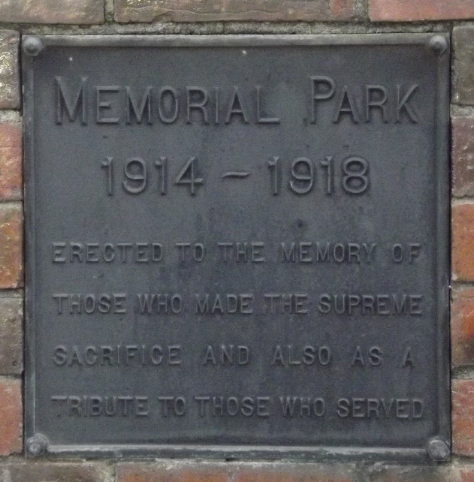 MEMORIAL PARK
1914 - 1918
ERECTED TO THE MEMORY OF
THOSE WHO MADE THE SUPREME
SACRIFICE AND ALSO AS A
TRIBUTE TO THOSE WHO SERVED